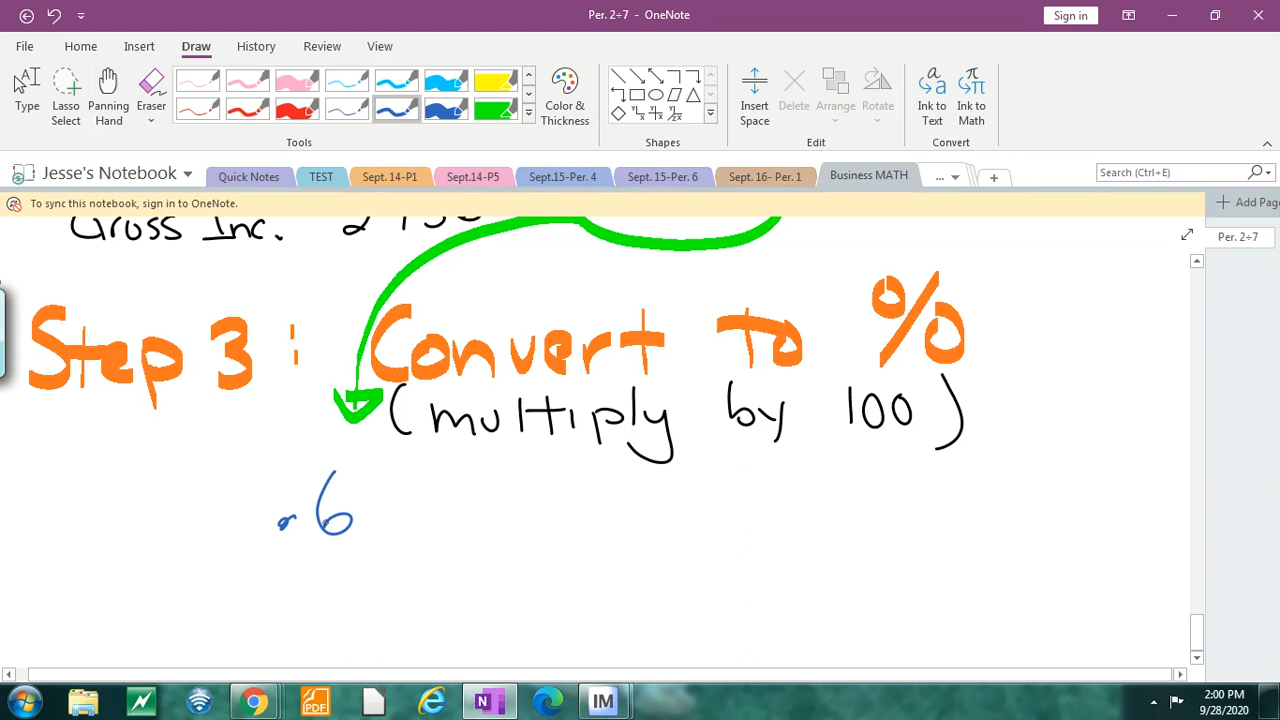 Per. 2÷7 - OneNote
Sign in
File Home Insert Draw History Review View
Type
Lasso Select
Panning Hand
Eraser
Color & Thickness
Insert Space
Delete
Arrange
Rotate
Ink to Text
Ink to Math
Tools
Shapes
Edit
Convert
Jesse's Notebook
Quick Notes
TEST
Sept. 14-P1
Sept.14-P5
Sept.15-Per. 4
Sept. 15-Per. 6
Sept. 16- Per. 1
Business MATH
...
Search (Ctrl+E)
To sync this notebook, sign in to OneNote.
Add Pag
Per. 2÷7
Gross Inc.
Step 3 : Convert to %
(multiply by 100)
.6
PDF
N
IM
2:00 PM
9/28/2020